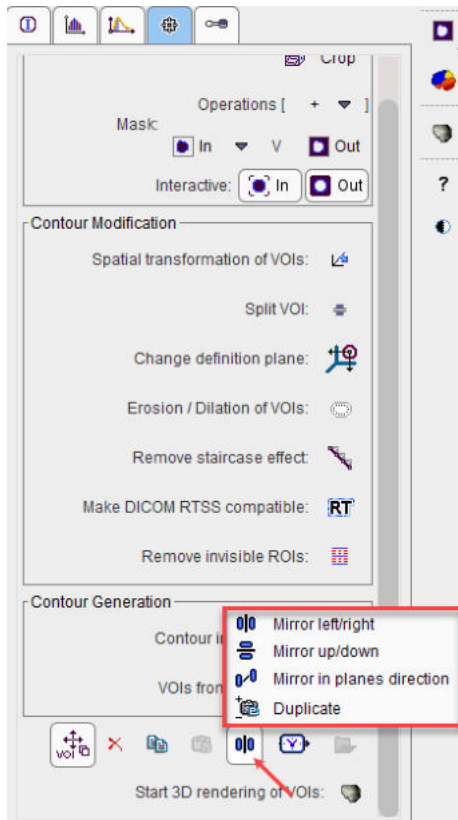 Crop
Operations [ + ]
Mask:
In V Out
Interactive: In Out
?
Contour Modification
Spatial transformation of VOIs:
Split VOI:
Change definition plane:
Erosion / Dilation of VOIs:
Remove staircase effect:
Make DICOM RTSS compatible: RT
Remove invisible ROIs:
Contour Generation
Contour i
VOIs from
Mirror left/right
Mirror up/down
Mirror in planes direction
Duplicate
VOI
Start 3D rendering of VOIs: